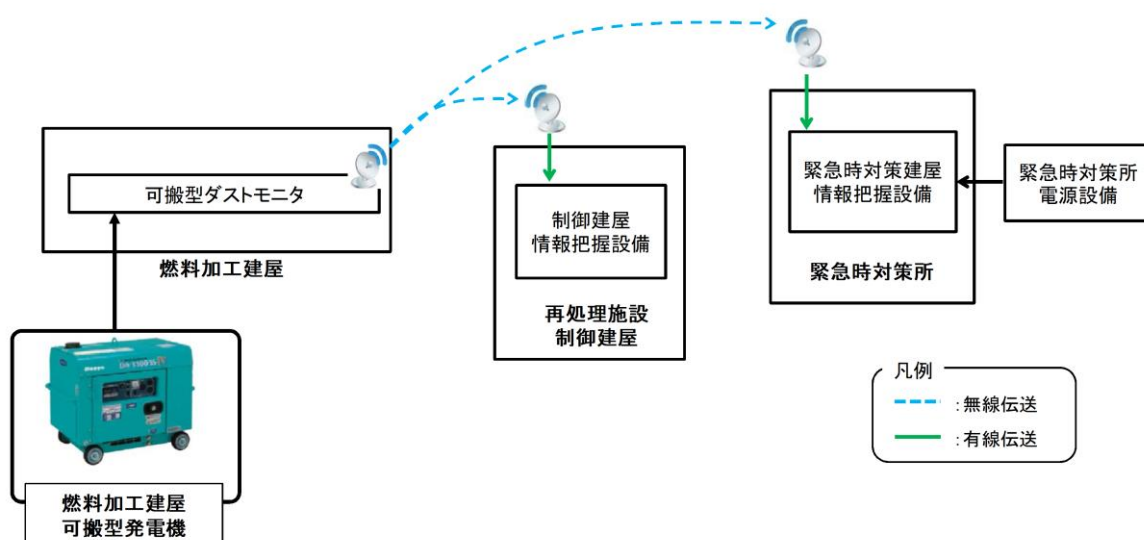 可搬型ダストモニタ
燃料加工建屋
燃料加工建屋
可搬型発電機
制御建屋
情報把握設備
再処理施設
制御建屋
緊急時対策建屋
情報把握設備
緊急時対策所
緊急時対策所
電源設備
凡例
:無線伝送
:有線伝送